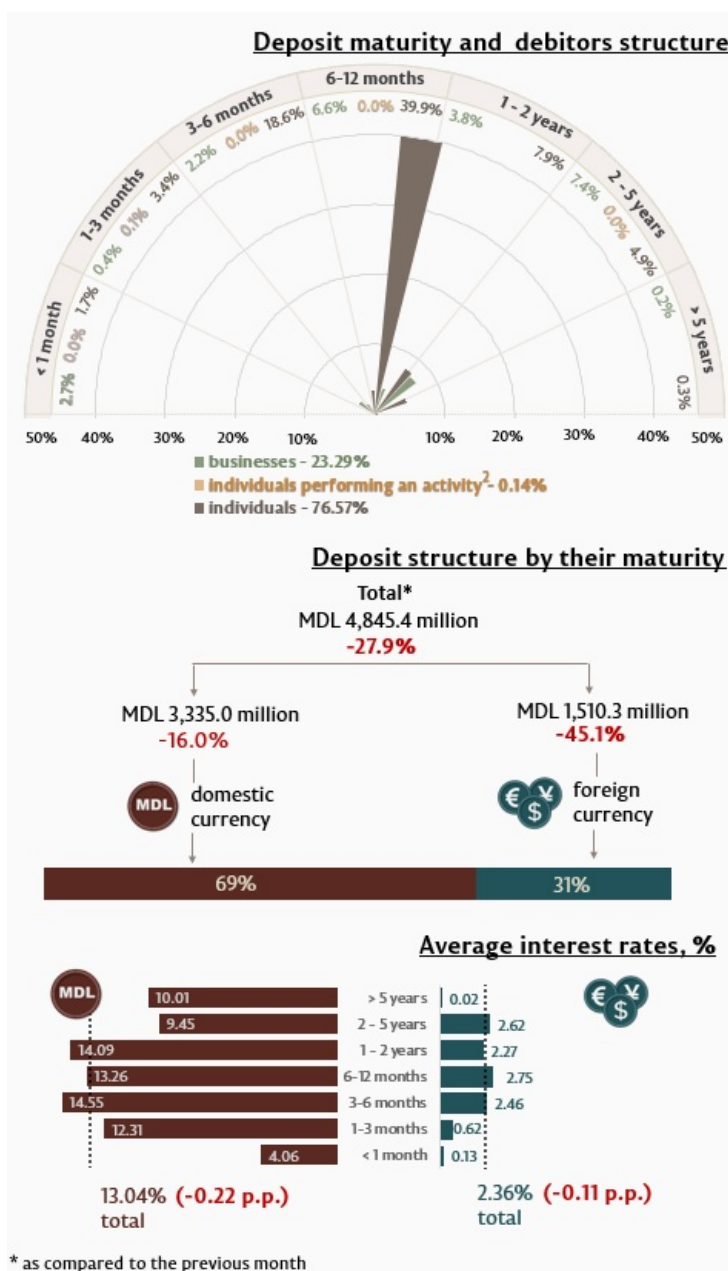 Deposit maturity and debitors structure
< 1 month
1-3 months
3-6 months
6-12 months
1 - 2 years
2 - 5 years
> 5 years
2.7% 0.0% 1.7%
0.4% 0.1% 3.4%
2.2% 0.0% 18.6%
6.6% 0.0% 39.9%
3.8% 7.9%
7.4% 0.0% 4.9%
0.2% 0.3%
50% 40% 30% 20% 10% 10% 20% 30% 40% 50%
businesses - 23.29%
individuals performing an activity2- 0.14%
individuals - 76.57%
Deposit structure by their maturity
Total*
MDL 4,845.4 million
-27.9%
MDL 3,335.0 million
-16.0%
MDL 1,510.3 million
-45.1%
MDL
domestic
currency
€ ¥ $
foreign
currency
69% 31%
Average interest rates, %
MDL
€ ¥ $
10.01 > 5 years 0.02
9.45 2 - 5 years 2.62
14.09 1 - 2 years 2.27
13.26 6-12 months 2.75
14.55 3-6 months 2.46
12.31 1-3 months 0.62
4.06 < 1 month 0.13
13.04% (-0.22 p.p.)
total
2.36% (-0.11 p.p.)
total
* as compared to the previous month